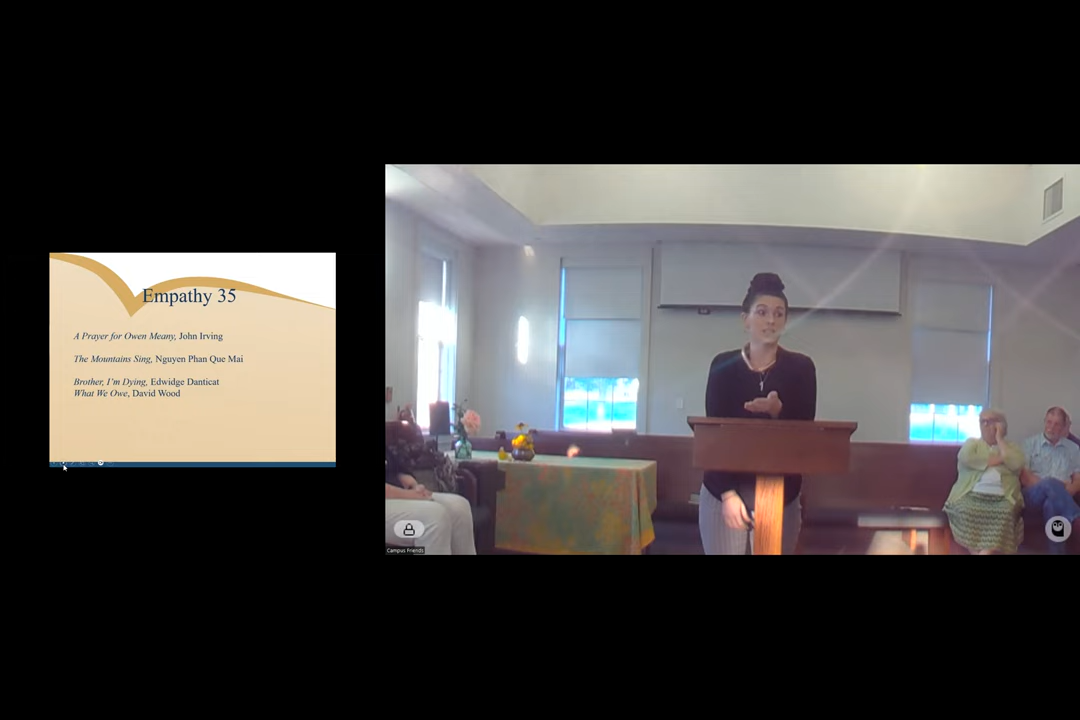 Empathy 35
A Prayer for Owen Meany, John Irving
The Mountains Sing, Nguyen Phan Que Mai
Brother, I'm Dying, Edwidge Danticat
What We Owe, David Wood
Campus Friends